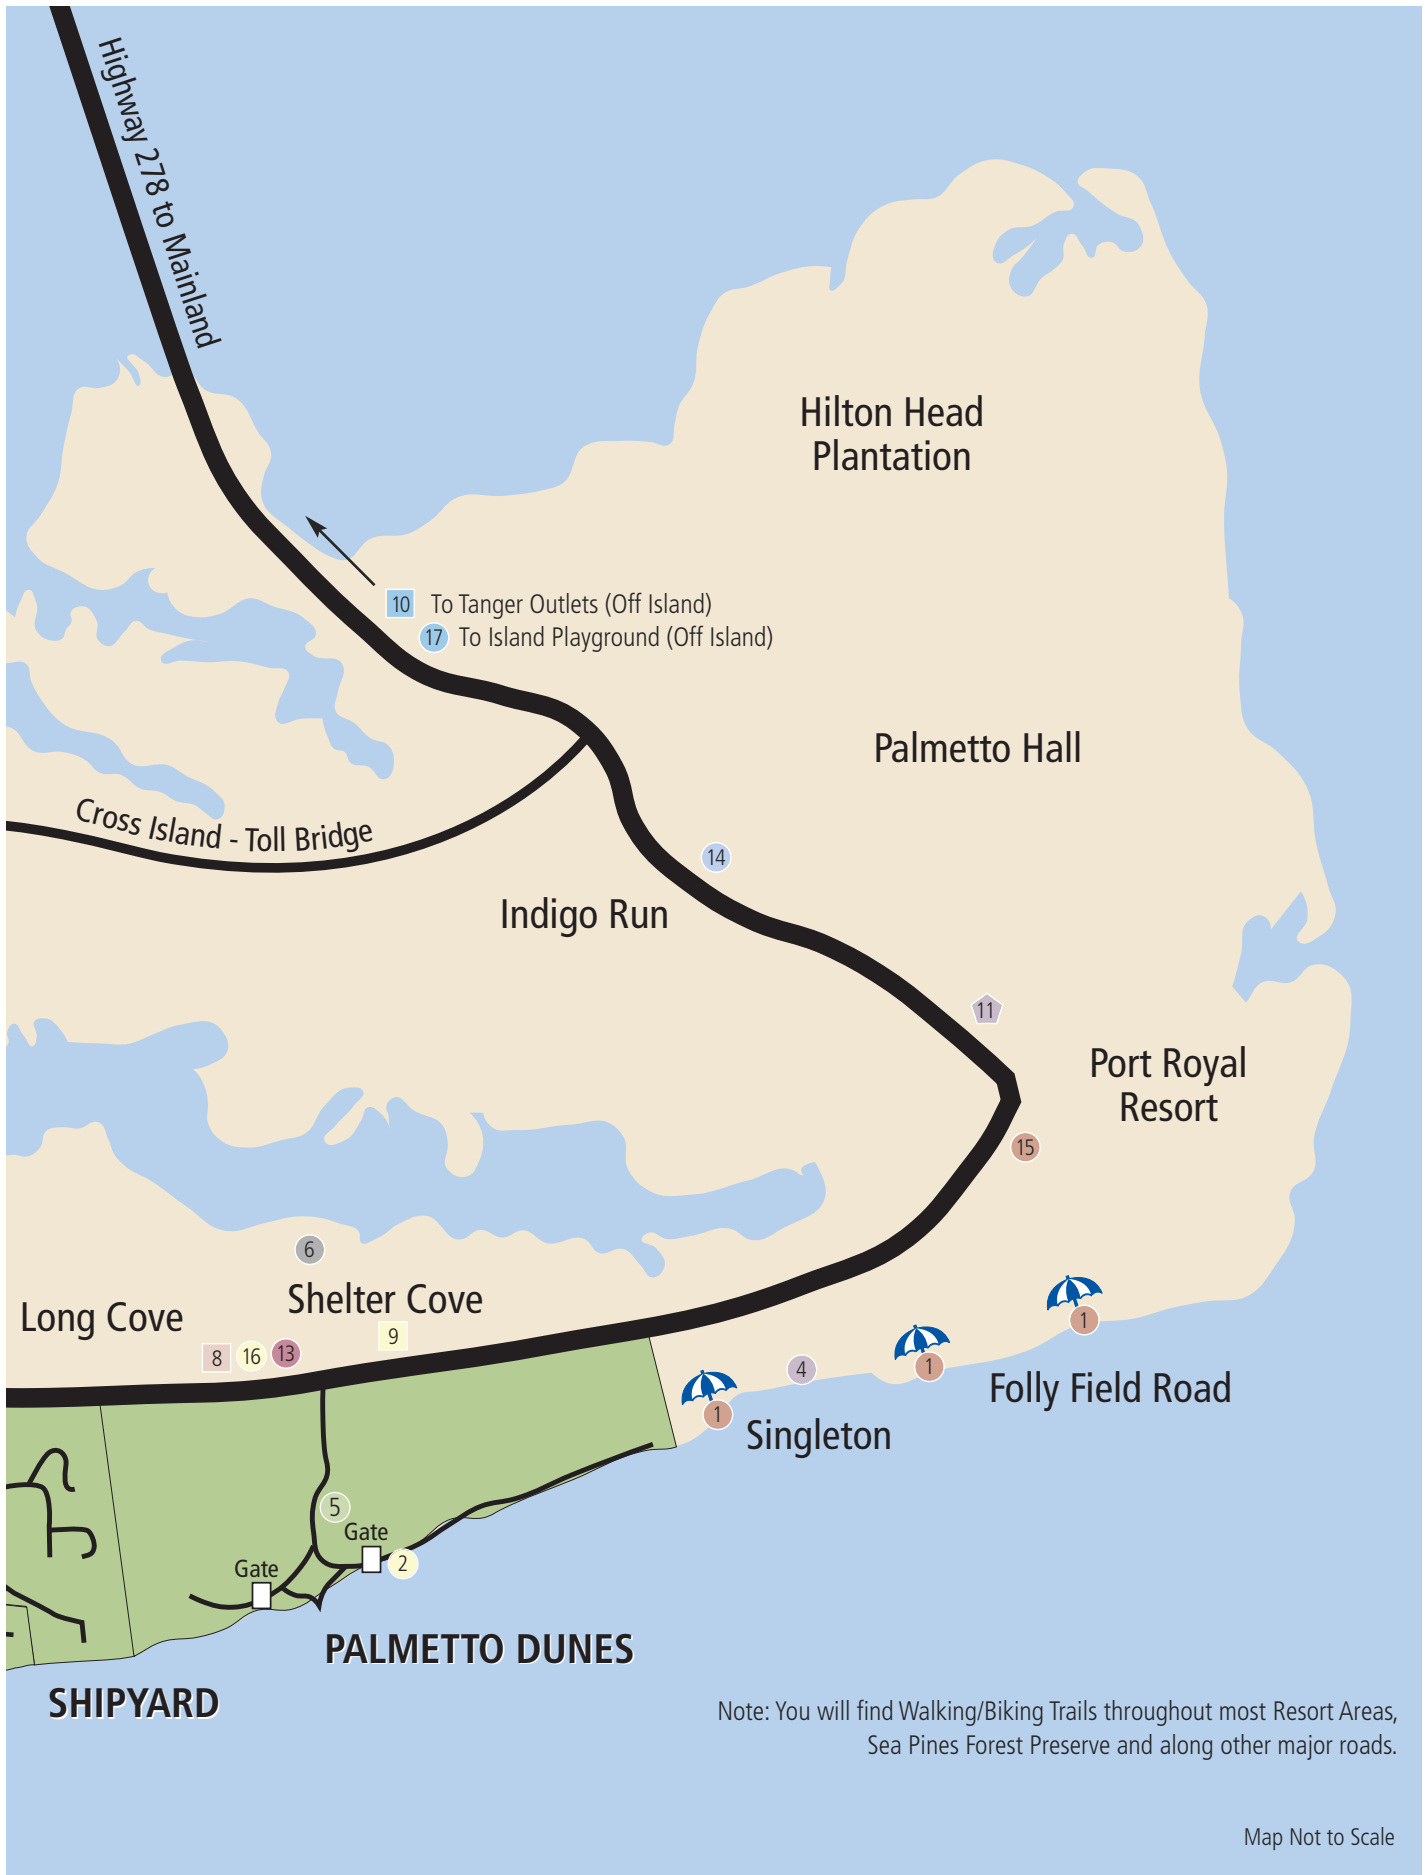 Highway 278 to Mainland
Hilton Head
Plantation
10 To Tanger Outlets (Off Island)
17 To Island Playground (Off Island)
Palmetto Hall
Cross Island - Toll Bridge
14
Indigo Run
11
Port Royal
Resort
15
6
Shelter Cove
Long Cove
9
8
16
13
1
1
4
1
Folly Field Road
Singleton
5
Gate
2
Gate
PALMETTO DUNES
SHIPYARD
Note: You will find Walking/Biking Trails throughout most Resort Areas,
Sea Pines Forest Preserve and along other major roads.
Map Not to Scale